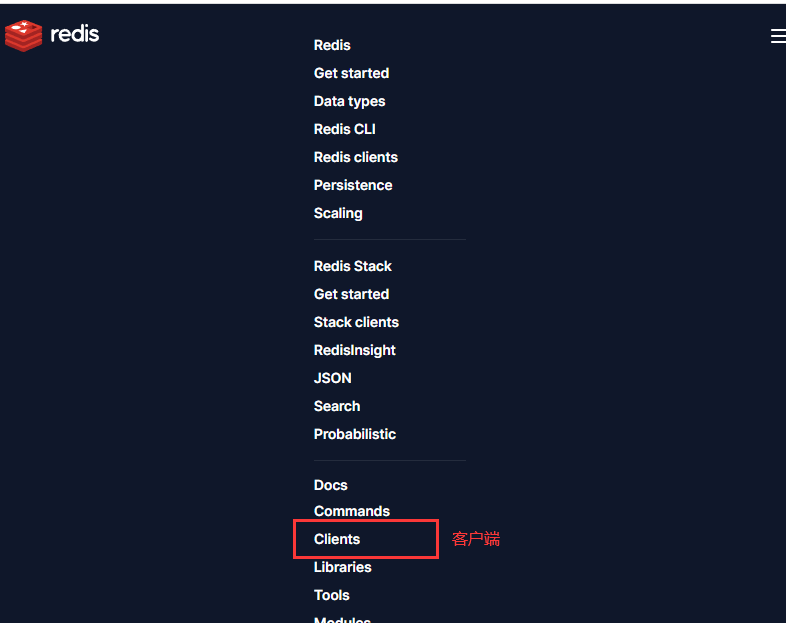 redis
Redis
Get started
Data types
Redis CLI
Redis clients
Persistence
Scaling
Redis Stack
Get started
Stack clients
RedisInsight
JSON
Search
Probabilistic
Docs
Commands
Clients 客户端
Libraries
Tools
Modules